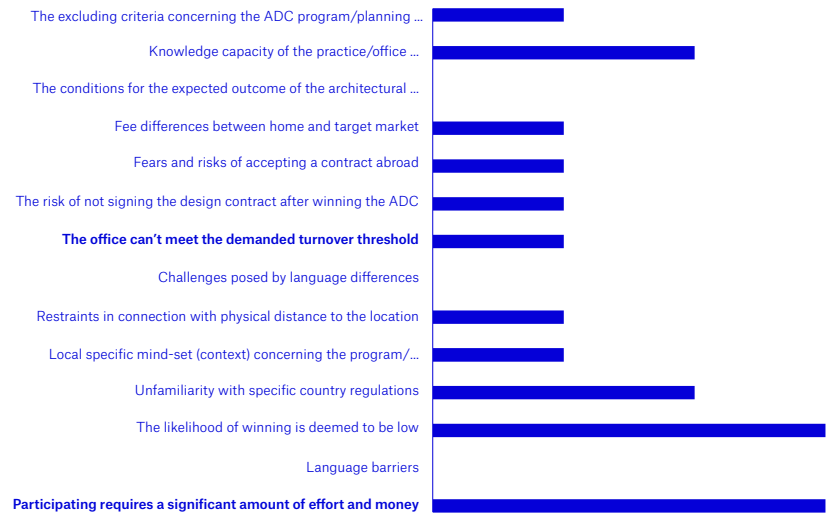 The excluding criteria concerning the ADC program/planning ...
Knowledge capacity of the practice/office ...
The conditions for the expected outcome of the architectural ...
Fee differences between home and target market
Fears and risks of accepting a contract abroad
The risk of not signing the design contract after winning the ADC
The office can't meet the demanded turnover threshold
Challenges posed by language differences
Restraints in connection with physical distance to the location
Local specific mind-set (context) concerning the program/...
Unfamiliarity with specific country regulations
The likelihood of winning is deemed to be low
Language barriers
Participating requires a significant amount of effort and money